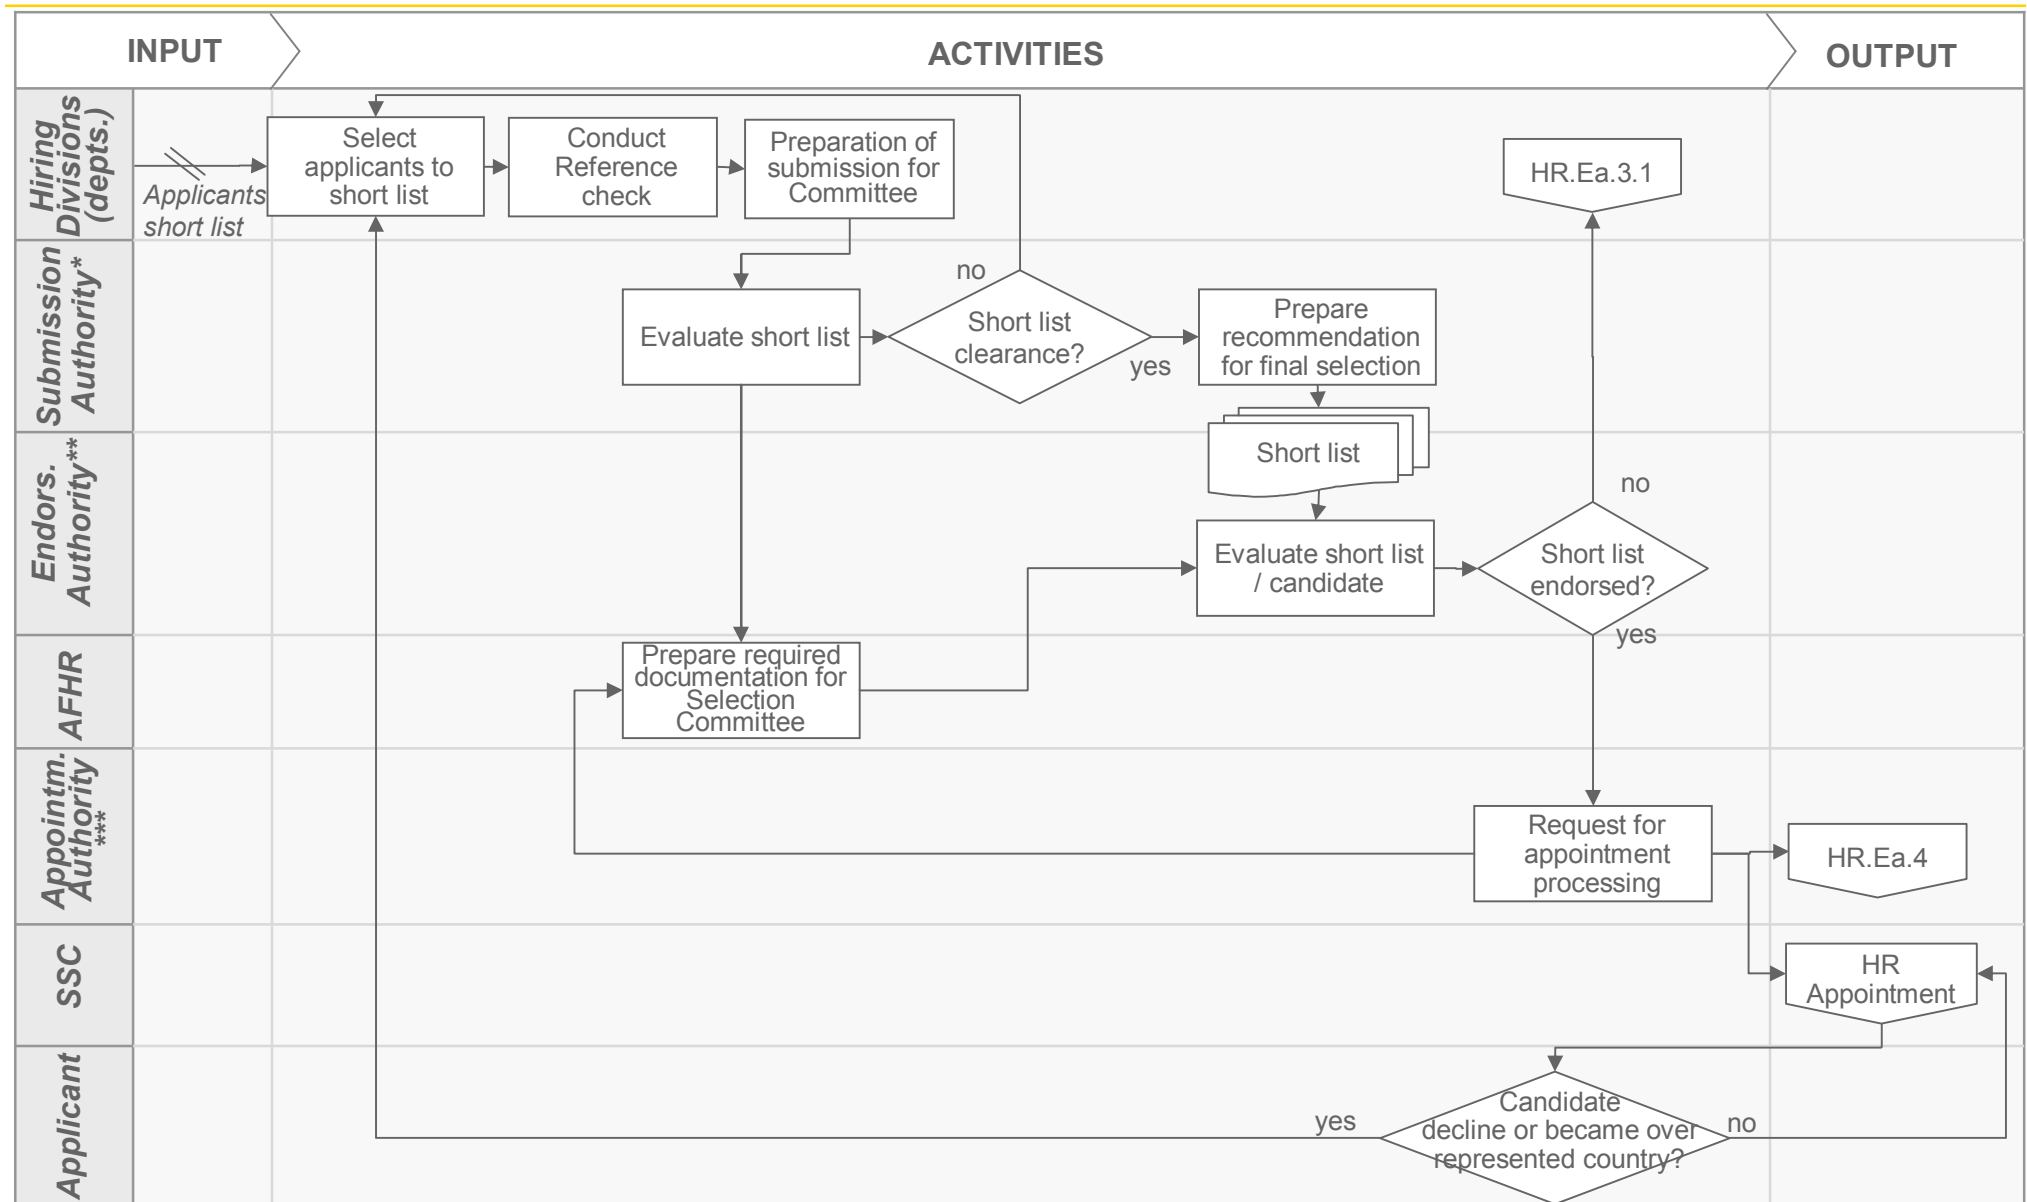 INPUT
ACTIVITIES
OUTPUT
Hiring
Divisions
(depts.)
Applicants
short list
Select
applicants to
short list
Conduct
Reference
check
Preparation of
submission for
Committee
HR.Ea.3.1
Submission
Authority*
Evaluate short list
no
Short list
clearance?
yes
Prepare
recommendation
for final selection
Endors.
Authority**
Short list
Evaluate short list
/ candidate
no
Short list
endorsed?
yes
AFHR
Prepare required
documentation for
Selection
Committee
Appointm.
Authority
***
Request for
appointment
processing
HR.Ea.4
SSC
HR
Appointment
Applicant
yes
Candidate
decline or became over
represented country?
no